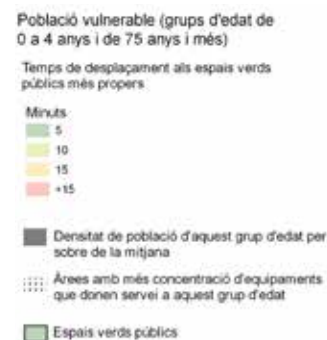 Població vulnerable (grups d'edat de
0 a 4 anys i de 75 anys i més)
Temps de desplaçament als espais verds
públics més propers
Minuts
5
10
15
+15
Densitat de població d'aquest grup d'edat per
sobre de la mitjana
Àrees amb més concentració d'equipaments
que donen servei a aquest grup d'edat
Espais verds públics